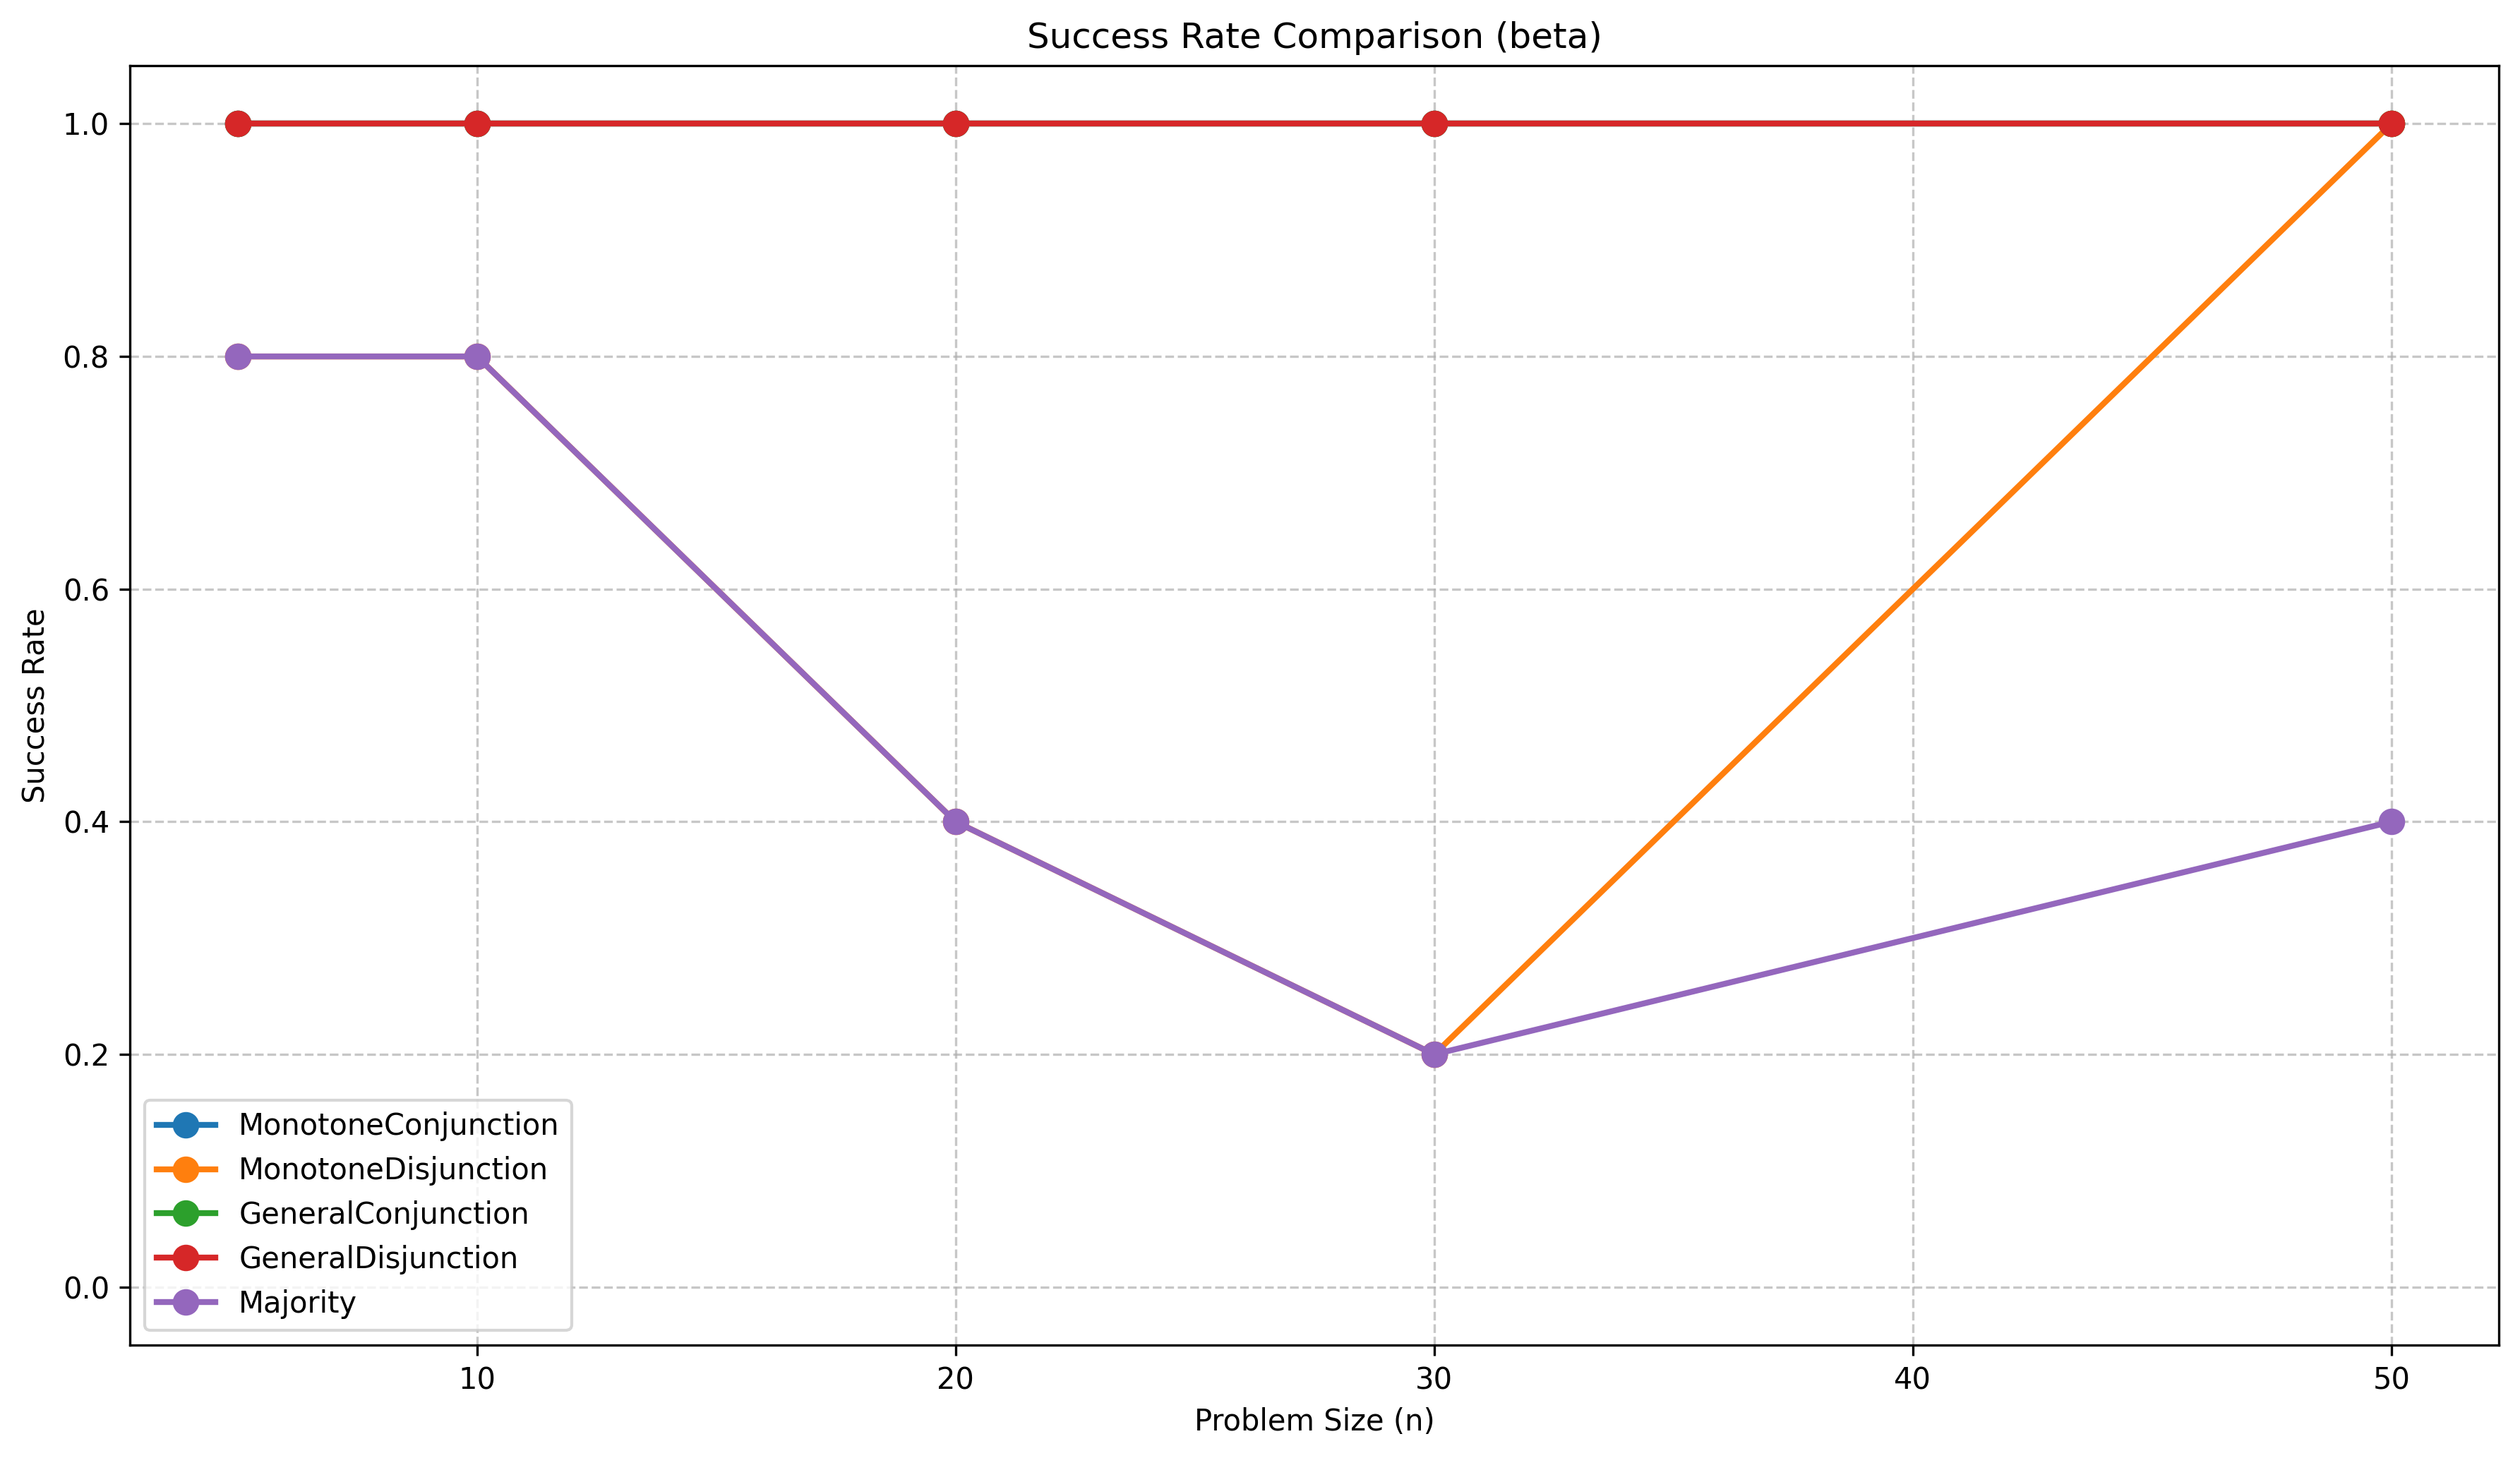 Success Rate Comparison (beta)
1.0
0.8
0.6
0.4
0.2
0.0
Success Rate
MonotoneConjunction
MonotoneDisjunction
GeneralConjunction
GeneralDisjunction
Majority
10 20 30 40 50
Problem Size (n)